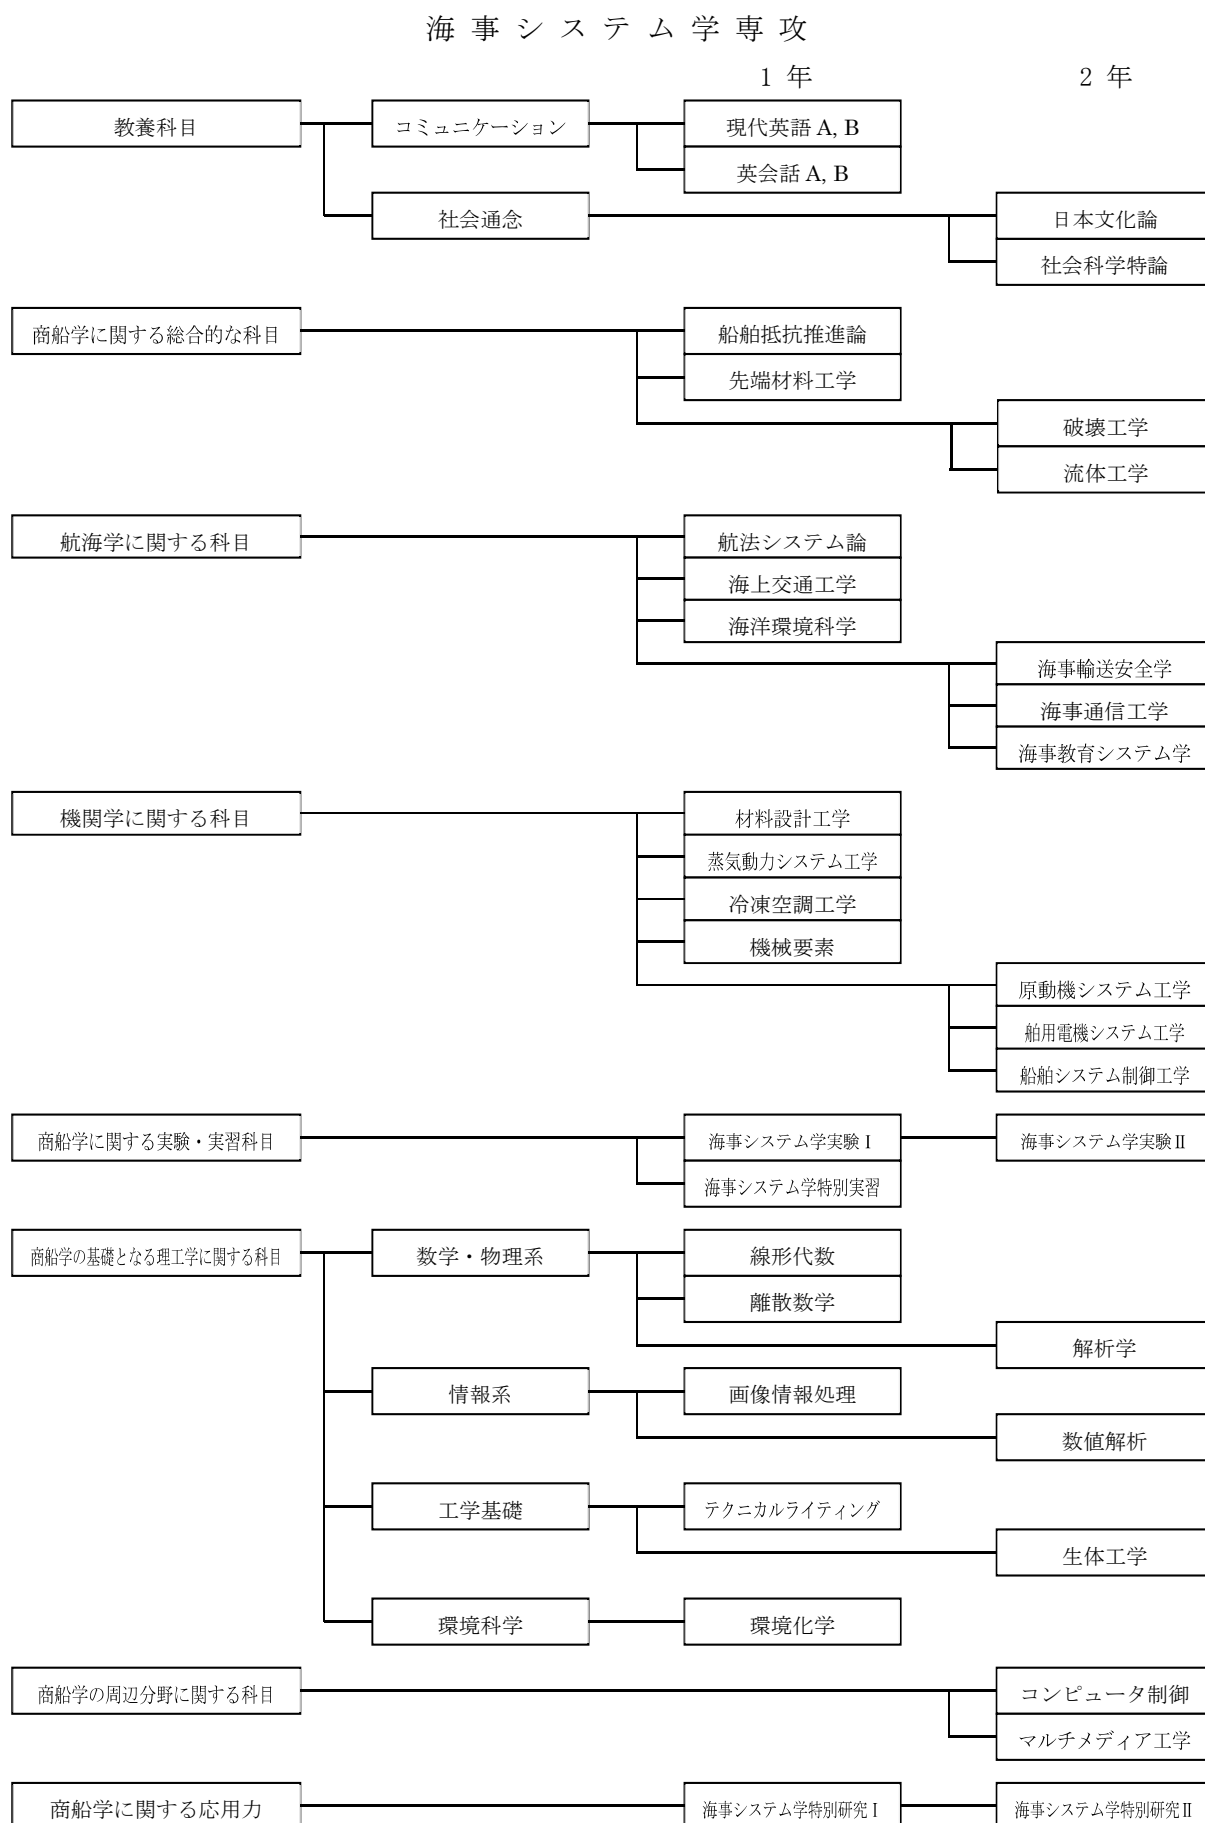 海事システム学専攻
1 年 2 年
教養科目 コミュニケーション 現代英語 A, B
英会話 A, B
社会通念 日本文化論
社会科学特論
商船学に関する総合的な科目 船舶抵抗推進論
先端材料工学
破壊工学
流体工学
航海学に関する科目 航法システム論
海上交通工学
海洋環境科学
海事輸送安全学
海事通信工学
海事教育システム学
機関学に関する科目 材料設計工学
蒸気動力システム工学
冷凍空調工学
機械要素
原動機システム工学
舶用電機システム工学
船舶システム制御工学
商船学に関する実験・実習科目 海事システム学実験Ⅰ 海事システム学実験Ⅱ
海事システム学特別実習
商船学の基礎となる理工学に関する科目 数学・物理系 線形代数
離散数学
解析学
情報系 画像情報処理
数値解析
工学基礎 テクニカルライティング
生体工学
環境科学 環境化学
商船学の周辺分野に関する科目 コンピュータ制御
マルチメディア工学
商船学に関する応用力 海事システム学特別研究Ⅰ 海事システム学特別研究Ⅱ